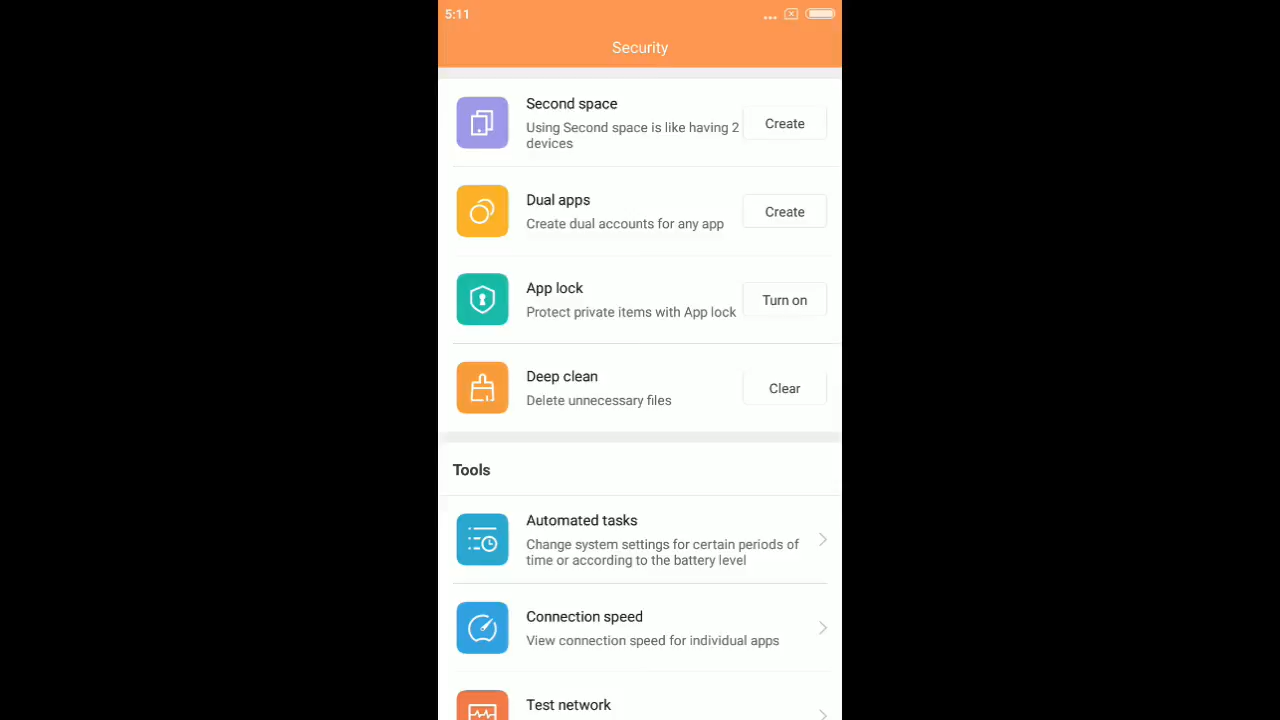 5:11
Security
Second space
Using Second space is like having 2
devices
Create
Dual apps
Create dual accounts for any app
Create
App lock
Protect private items with App lock
Turn on
Deep clean
Delete unnecessary files
Clear
Tools
Automated tasks
Change system settings for certain periods of
time or according to the battery level
Connection speed
View connection speed for individual apps
Test network